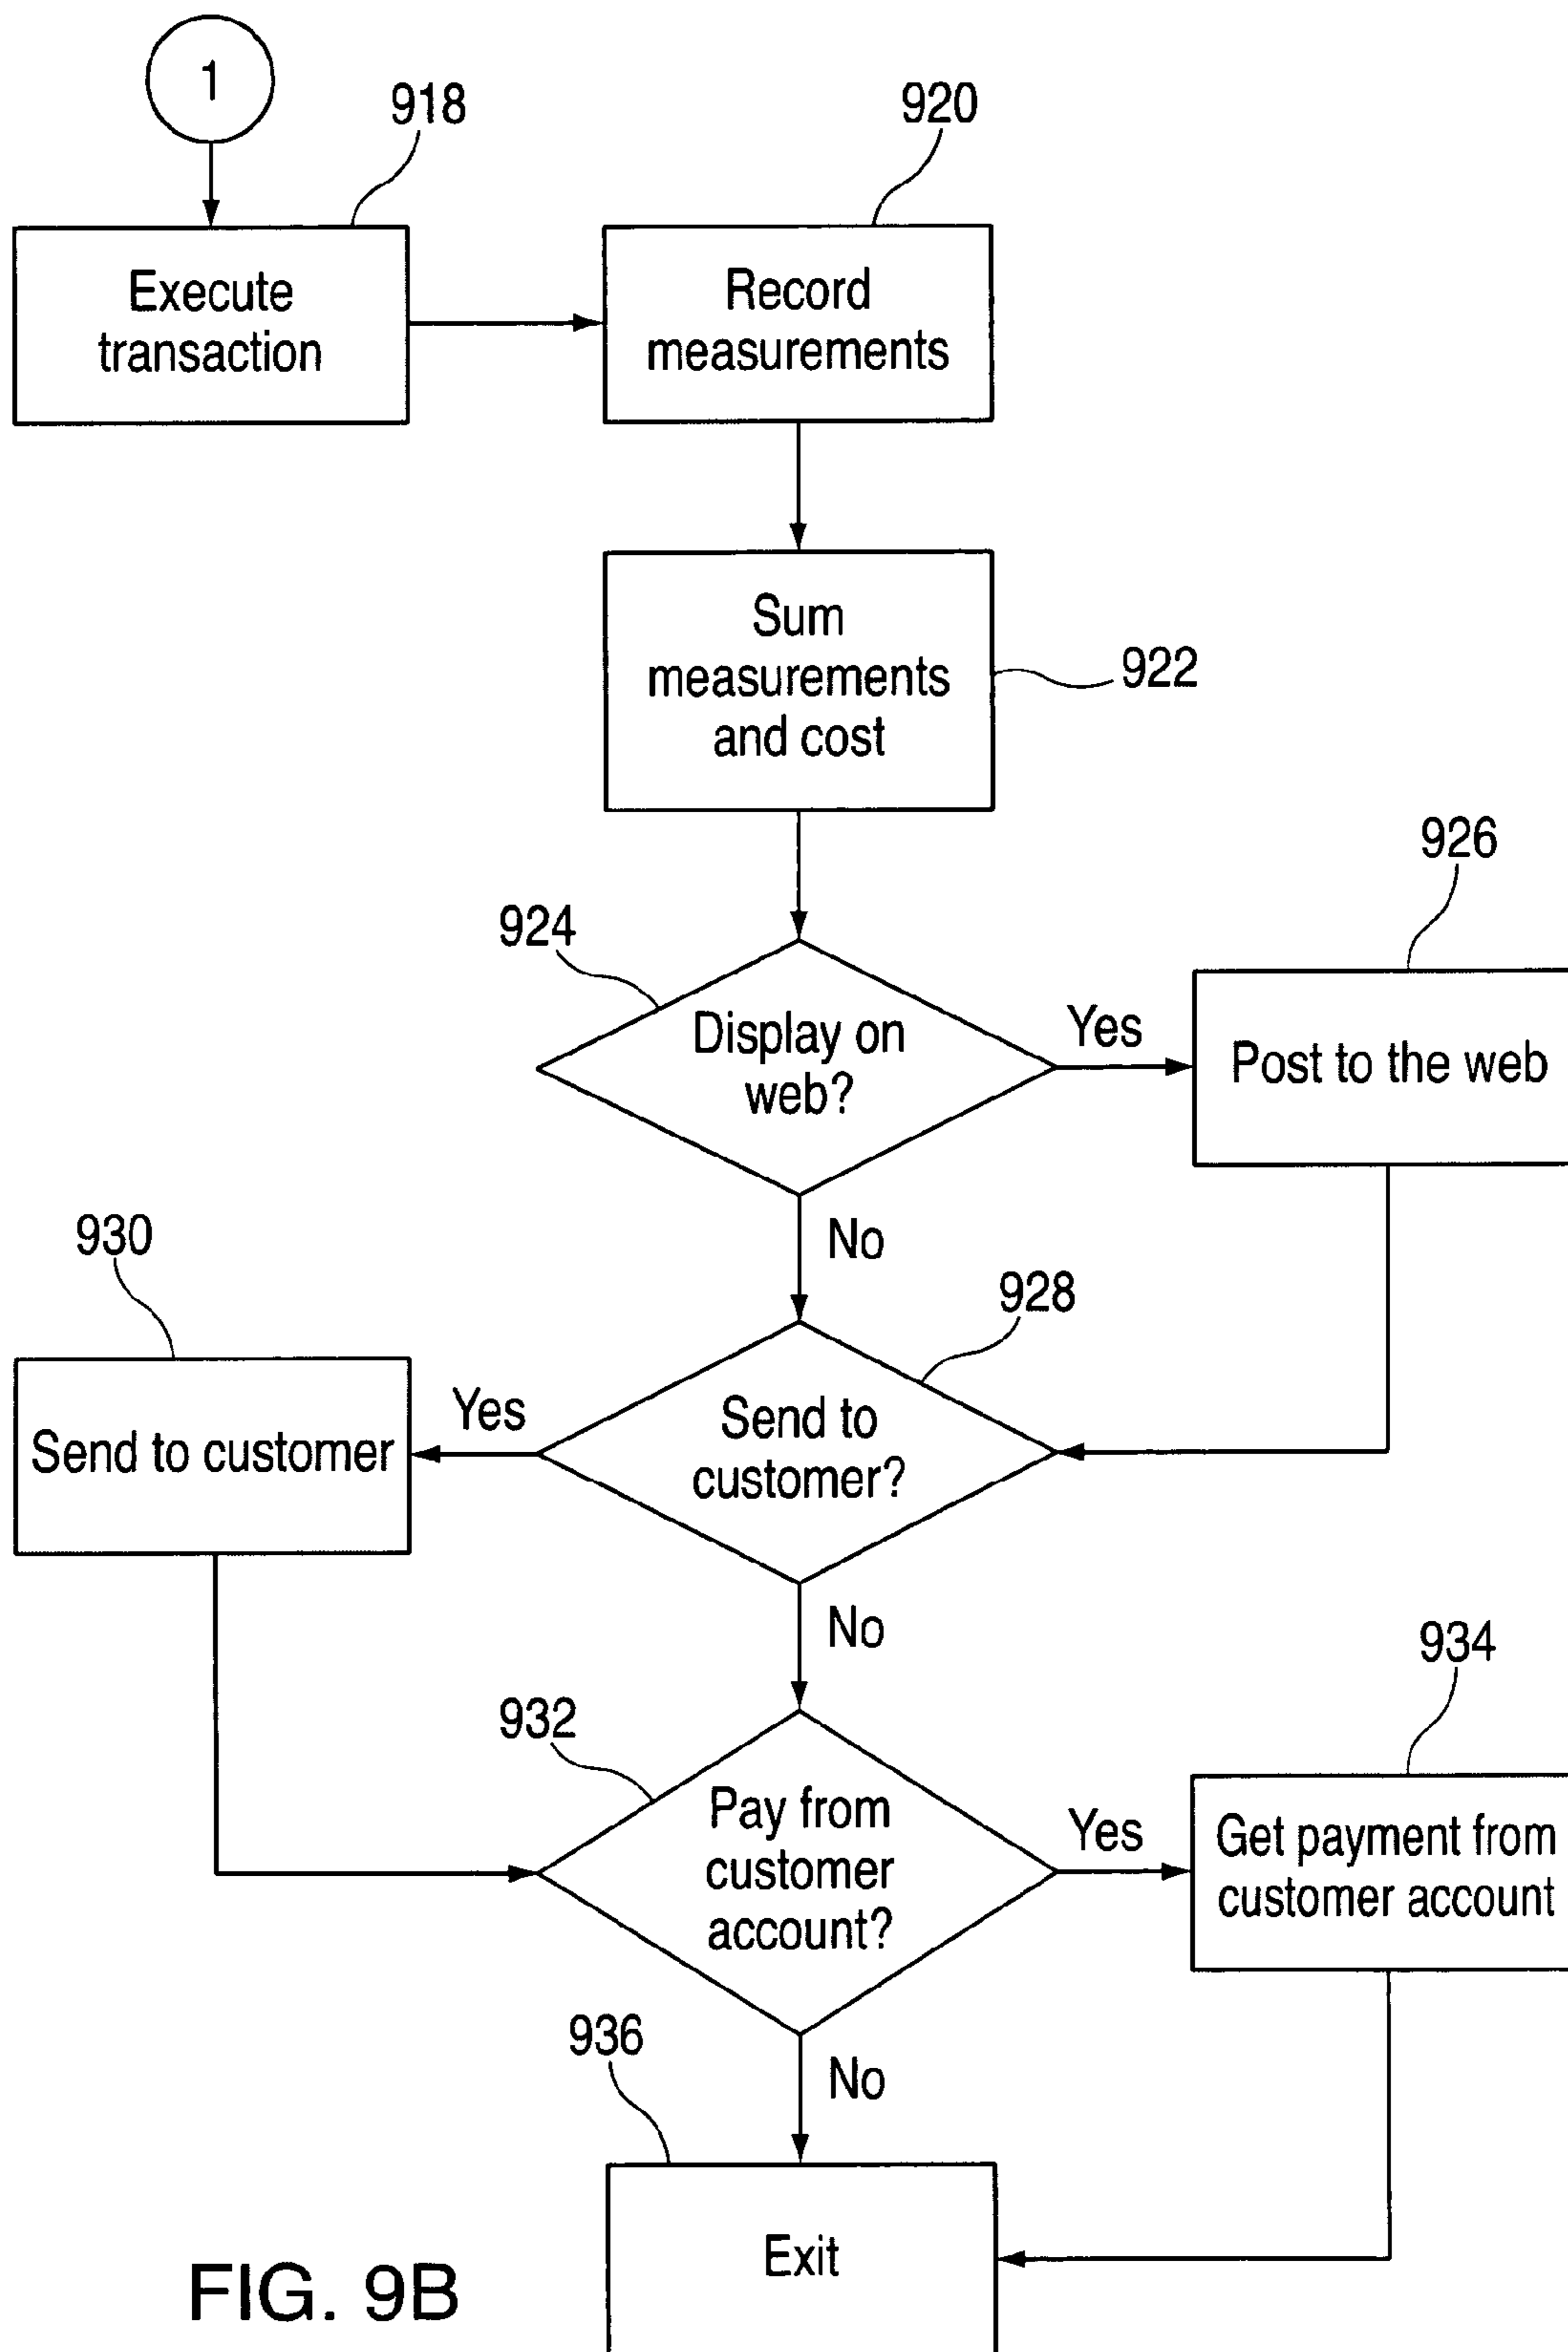 1
918
920
Execute
transaction
Record
measurements
Sum
measurements
and cost
922
926
924
Display on
web?
Yes
Post to the web
No
930
928
Send to customer
Yes
Send to
customer?
No
934
932
Pay from
customer
account?
Yes
Get payment from
customer account
936
No
Exit
FIG. 9B